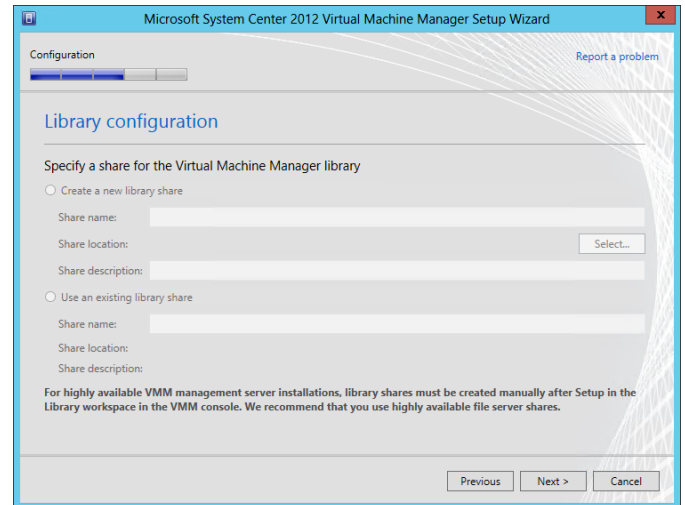 Microsoft System Center 2012 Virtual Machine Manager Setup Wizard
x
Configuration
Report a problem
Library configuration
Specify a share for the Virtual Machine Manager library
Create a new library share
Share name:
Share location:
Select...
Share description:
Use an existing library share
Share name:
Share location:
Share description:
For highly available VMM management server installations, library shares must be created manually after Setup in the
Library workspace in the VMM console. We recommend that you use highly available file server shares.
Previous
Next >
Cancel